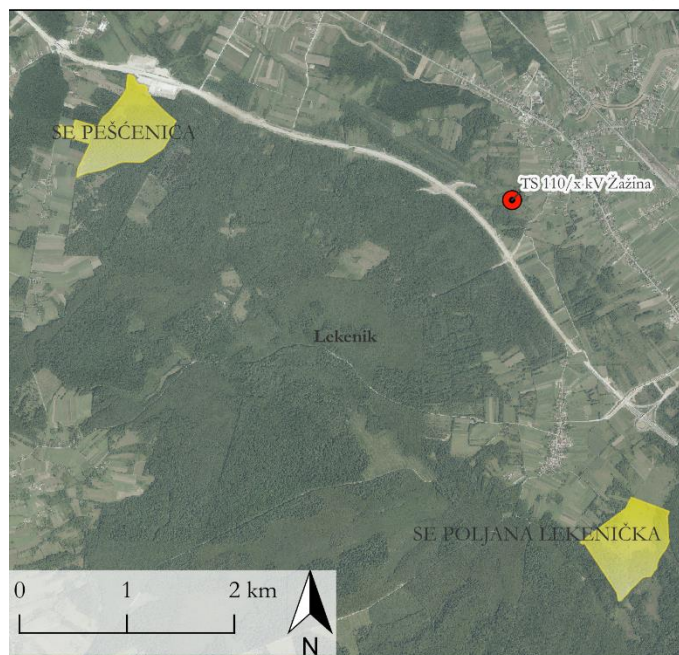 SE PEŠĆENICA
TS 110/x kV Žažina
Lekenik
SE POLJANA LEKENIČKA
0 1 2 km
N